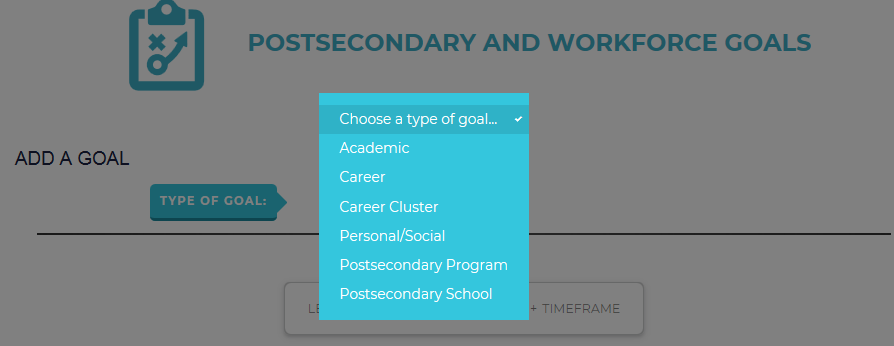 POSTSECONDARY AND WORKFORCE GOALS
Choose a type of goal...
Academic
Career
Career Cluster
Personal/Social
Postsecondary Program
Postsecondary School
ADD A GOAL
TYPE OF GOAL:
+ TIMEFRAME